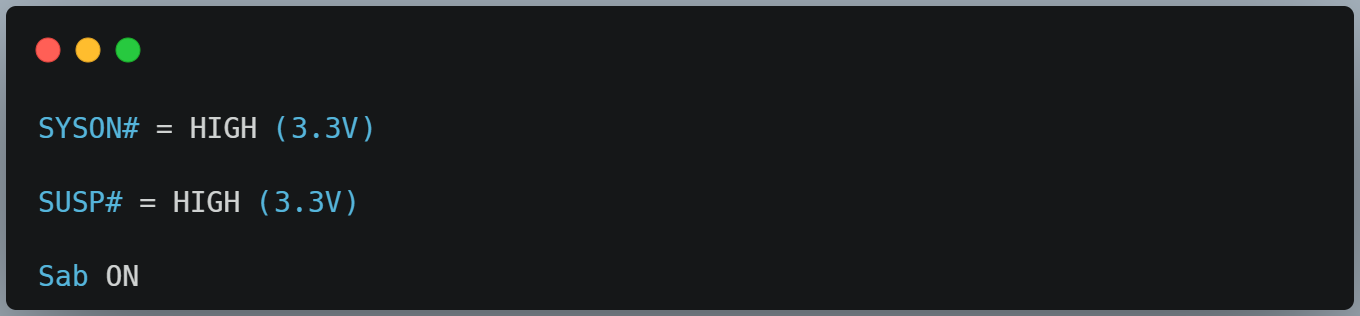 SYSON# = HIGH (3.3V)
SUSP# = HIGH (3.3V)
Sab ON